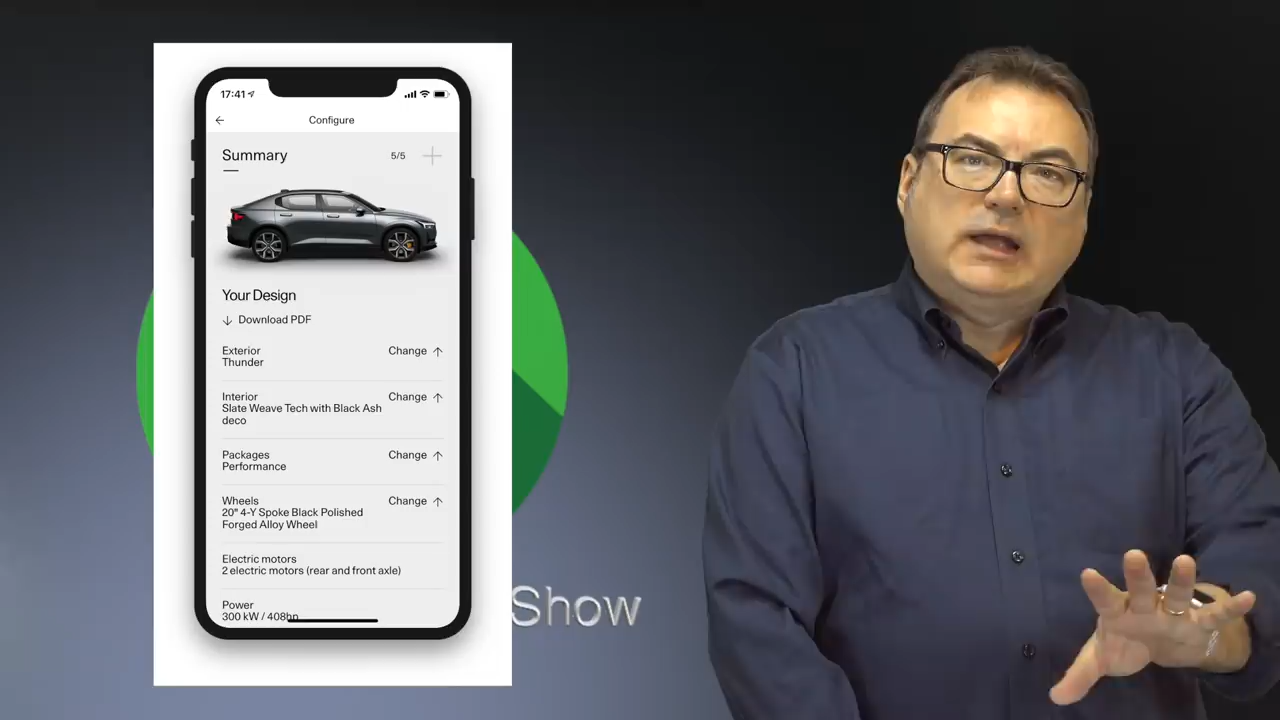 17:41
Configure
Summary
5/5
Your Design
Download PDF
Exterior
Change
Thunder
Interior
Change
Slate Weave Tech with Black Ash
deco
Packages
Change
Performance
Wheels
Change
20" 4-Y Spoke Black Polished
Forged Alloy Wheel
Electric motors
2 electric motors (rear and front axle)
Power
300 kW / 408hp
Show